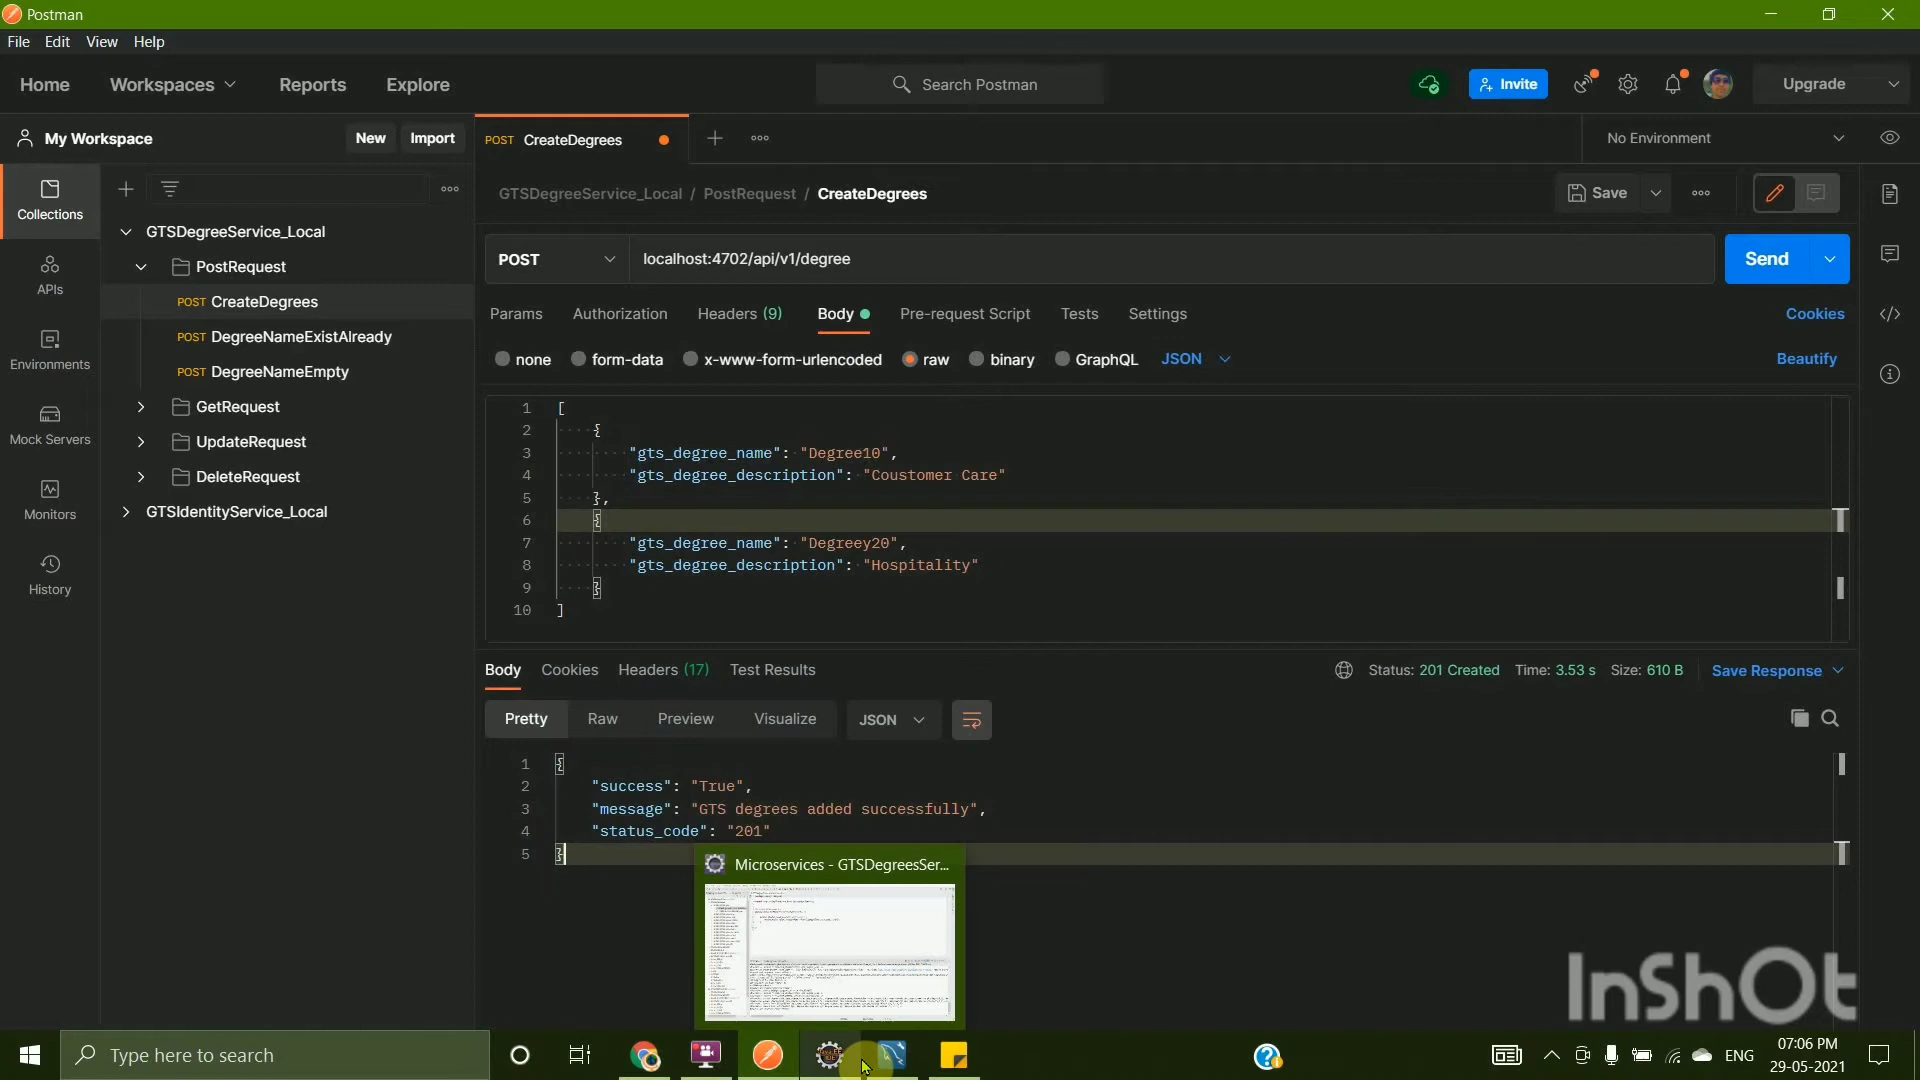 Postman
File Edit View Help
Home Workspaces Reports Explore Search Postman Invite Upgrade
My Workspace New Import POST CreateDegrees No Environment
GTSDegreeService_Local / PostRequest / CreateDegrees Save
Collections
APIs
Environments
Mock Servers
Monitors
History
GTSDegreeService_Local
PostRequest
POST CreateDegrees
POST DegreeNameExistAlready
POST DegreeNameEmpty
GetRequest
UpdateRequest
DeleteRequest
GTSIdentityService_Local
POST localhost:4702/api/v1/degree Send
Params Authorization Headers (9) Body Pre-request Script Tests Settings Cookies
none form-data x-www-form-urlencoded raw binary GraphQL JSON Beautify
1 [
2 {
3 "gts_degree_name": "Degree10",
4 "gts_degree_description": "Coustomer Care"
5 },
6 {
7 "gts_degree_name": "Degreey20",
8 "gts_degree_description": "Hospitality"
9 }
10 ]
Body Cookies Headers (17) Test Results Status: 201 Created Time: 3.53 s Size: 610 B Save Response
Pretty Raw Preview Visualize JSON
1 {
2 "success": "True",
3 "message": "GTS degrees added successfully",
4 "status_code": "201"
5 }
Microservices - GTSDegreesSer...
InShOt
Type here to search
ENG
07:06 PM
29-05-2021